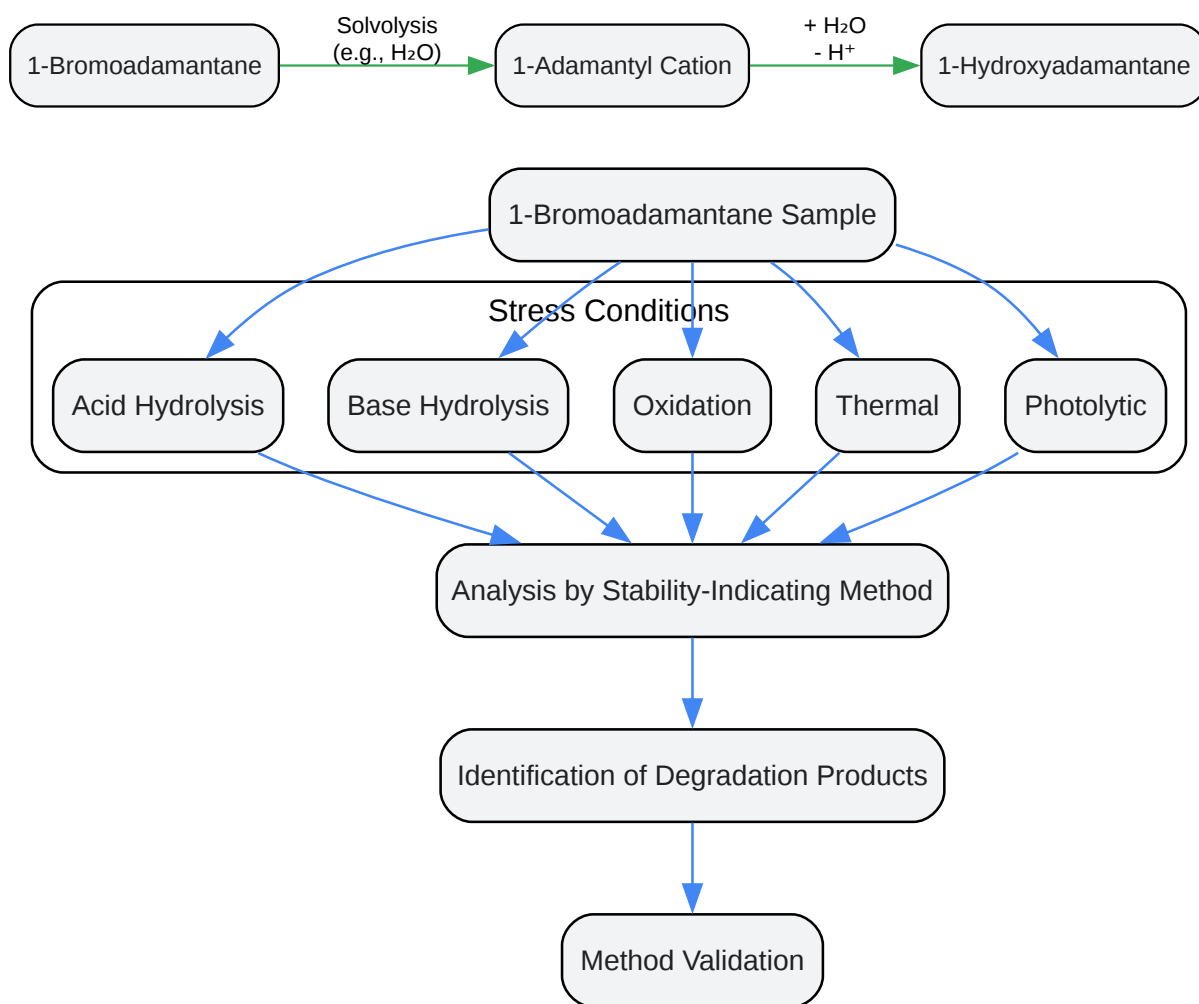 1-Bromoadamantane
Solvolysis
(e.g., H₂O)
1-Adamantyl Cation
+ H₂O
- H⁺
1-Hydroxyadamantane
1-Bromoadamantane Sample
Stress Conditions
Acid Hydrolysis
Base Hydrolysis
Oxidation
Thermal
Photolytic
Analysis by Stability-Indicating Method
Identification of Degradation Products
Method Validation